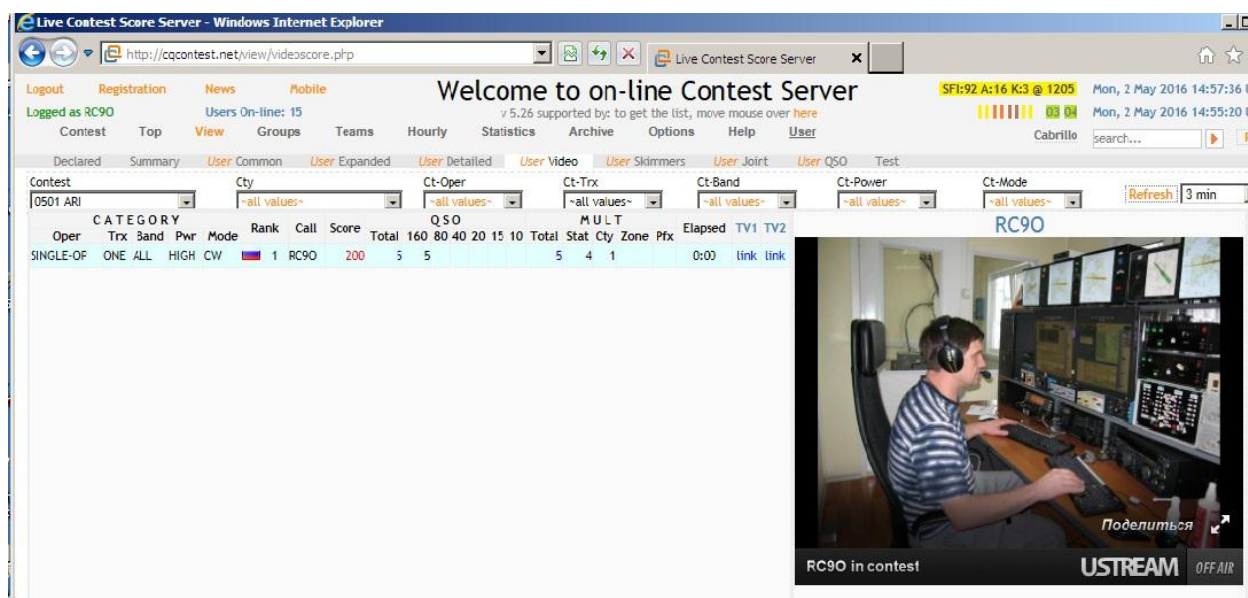 Live Contest Score Server - Windows Internet Explorer
http://cqcontest.net/view/videoscore.php
Live Contest Score Server
Logout Registration News Mobile
Welcome to on-line Contest Server
SFI:92 A:16 K:3 @ 1205
Mon, 2 May 2016 14:57:36
Logged as RC9O
Users On-line: 15
v 5.26 supported by: to get the list, move mouse over here
03 04
Mon, 2 May 2016 14:55:20
Contest Top View Groups Teams Hourly Statistics Archive Options Help User
Cabrillo
search...
Declared Summary User Common User Expanded User Detailed User Video User Skimmers User Joirt User QSO Test
Contest Cty Ct-Oper Ct-Trx Ct-Band Ct-Power Ct-Mode
0501 ARI ~all values~ ~all values~ ~all values~ ~all values~ ~all values~ ~all values~
Refresh 3 min
CATEGORY QSO MULT
Oper Trx Band Pwr Mode Rank Call Score Total 160 80 40 20 15 10 Total Stat Cty Zone Pfx Elapsed TV1 TV2
SINGLE-OP ONE ALL HIGH CW 1 RC9O 200 5 5 5 4 1 0:00 link link
RC9O
Поделиться
RC9O in contest
USTREAM OFF AIR